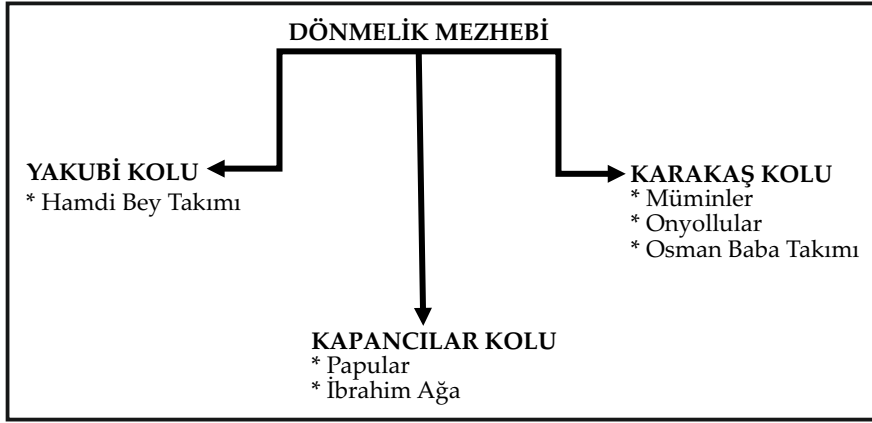 DÖNMELİK MEZHEBİ
YAKUBİ KOLU
* Hamdi Bey Takımı
KARAKAŞ KOLU
* Müminler
* Onyollular
* Osman Baba Takımı
KAPANCILAR KOLU
* Papular
* İbrahim Ağa